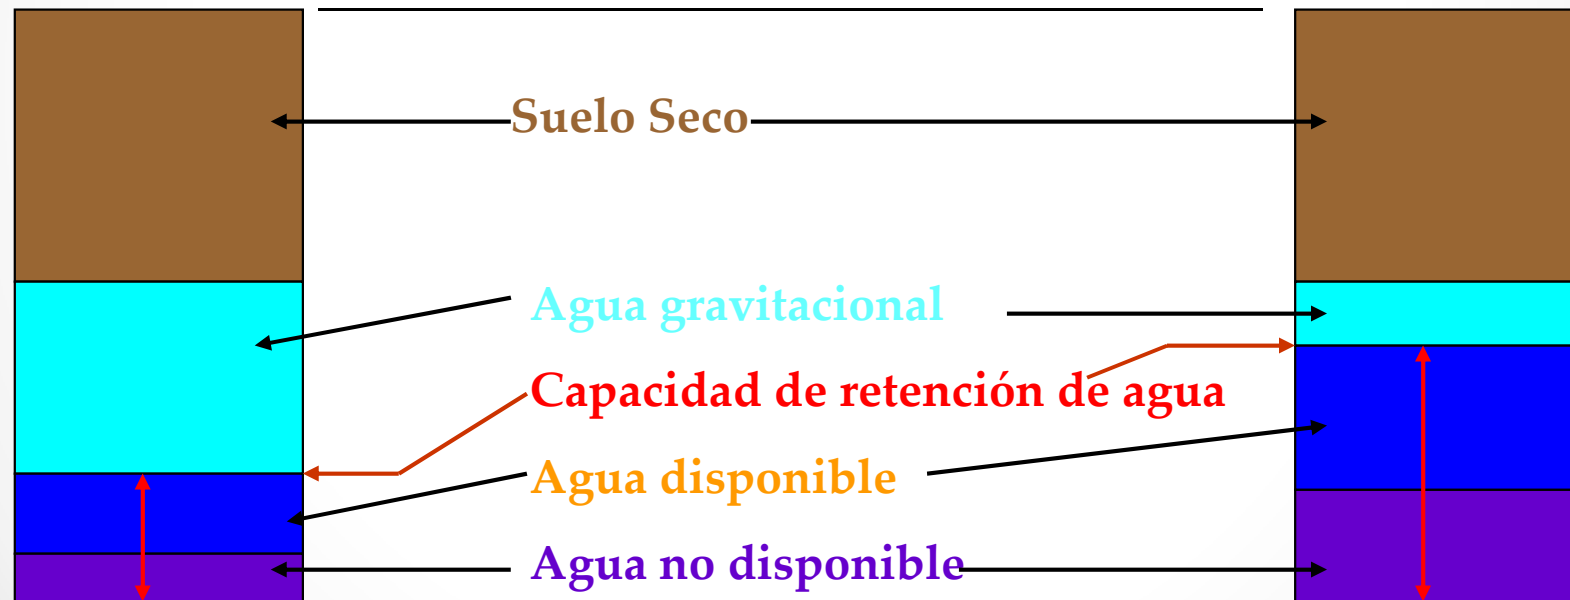 Suelo Seco
Agua gravitacional
Capacidad de retención de agua
Agua disponible
Agua no disponible